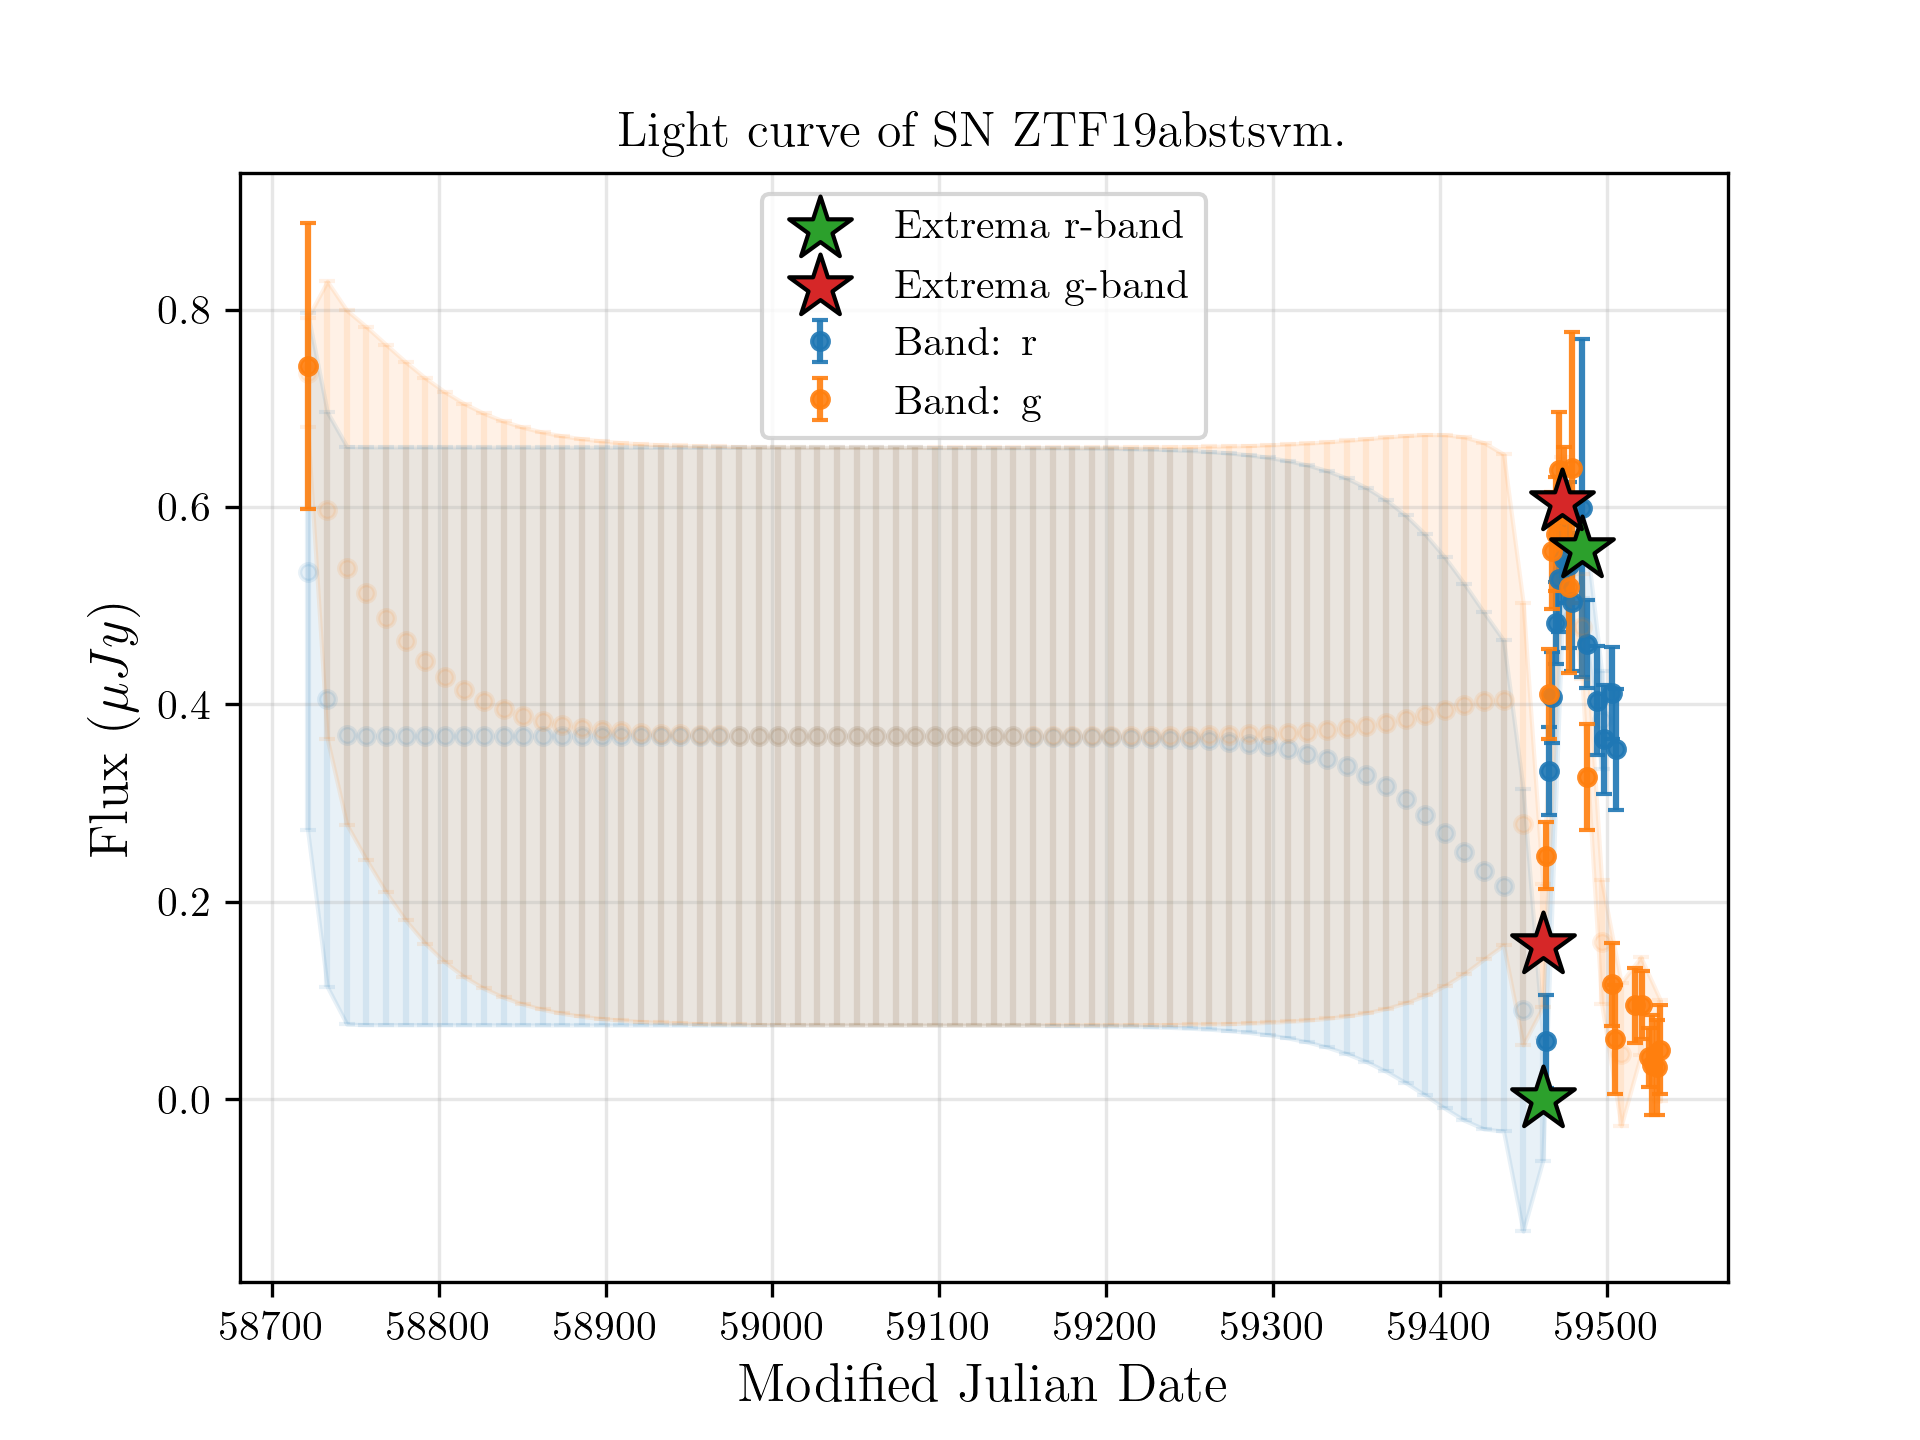 Light curve of SN ZTF19abstsvm.
Extrema r-band
Extrema g-band
Band: r
Band: g
Flux (μJy)
0.8
0.6
0.4
0.2
0.0
58700 58800 58900 59000 59100 59200 59300 59400 59500
Modified Julian Date